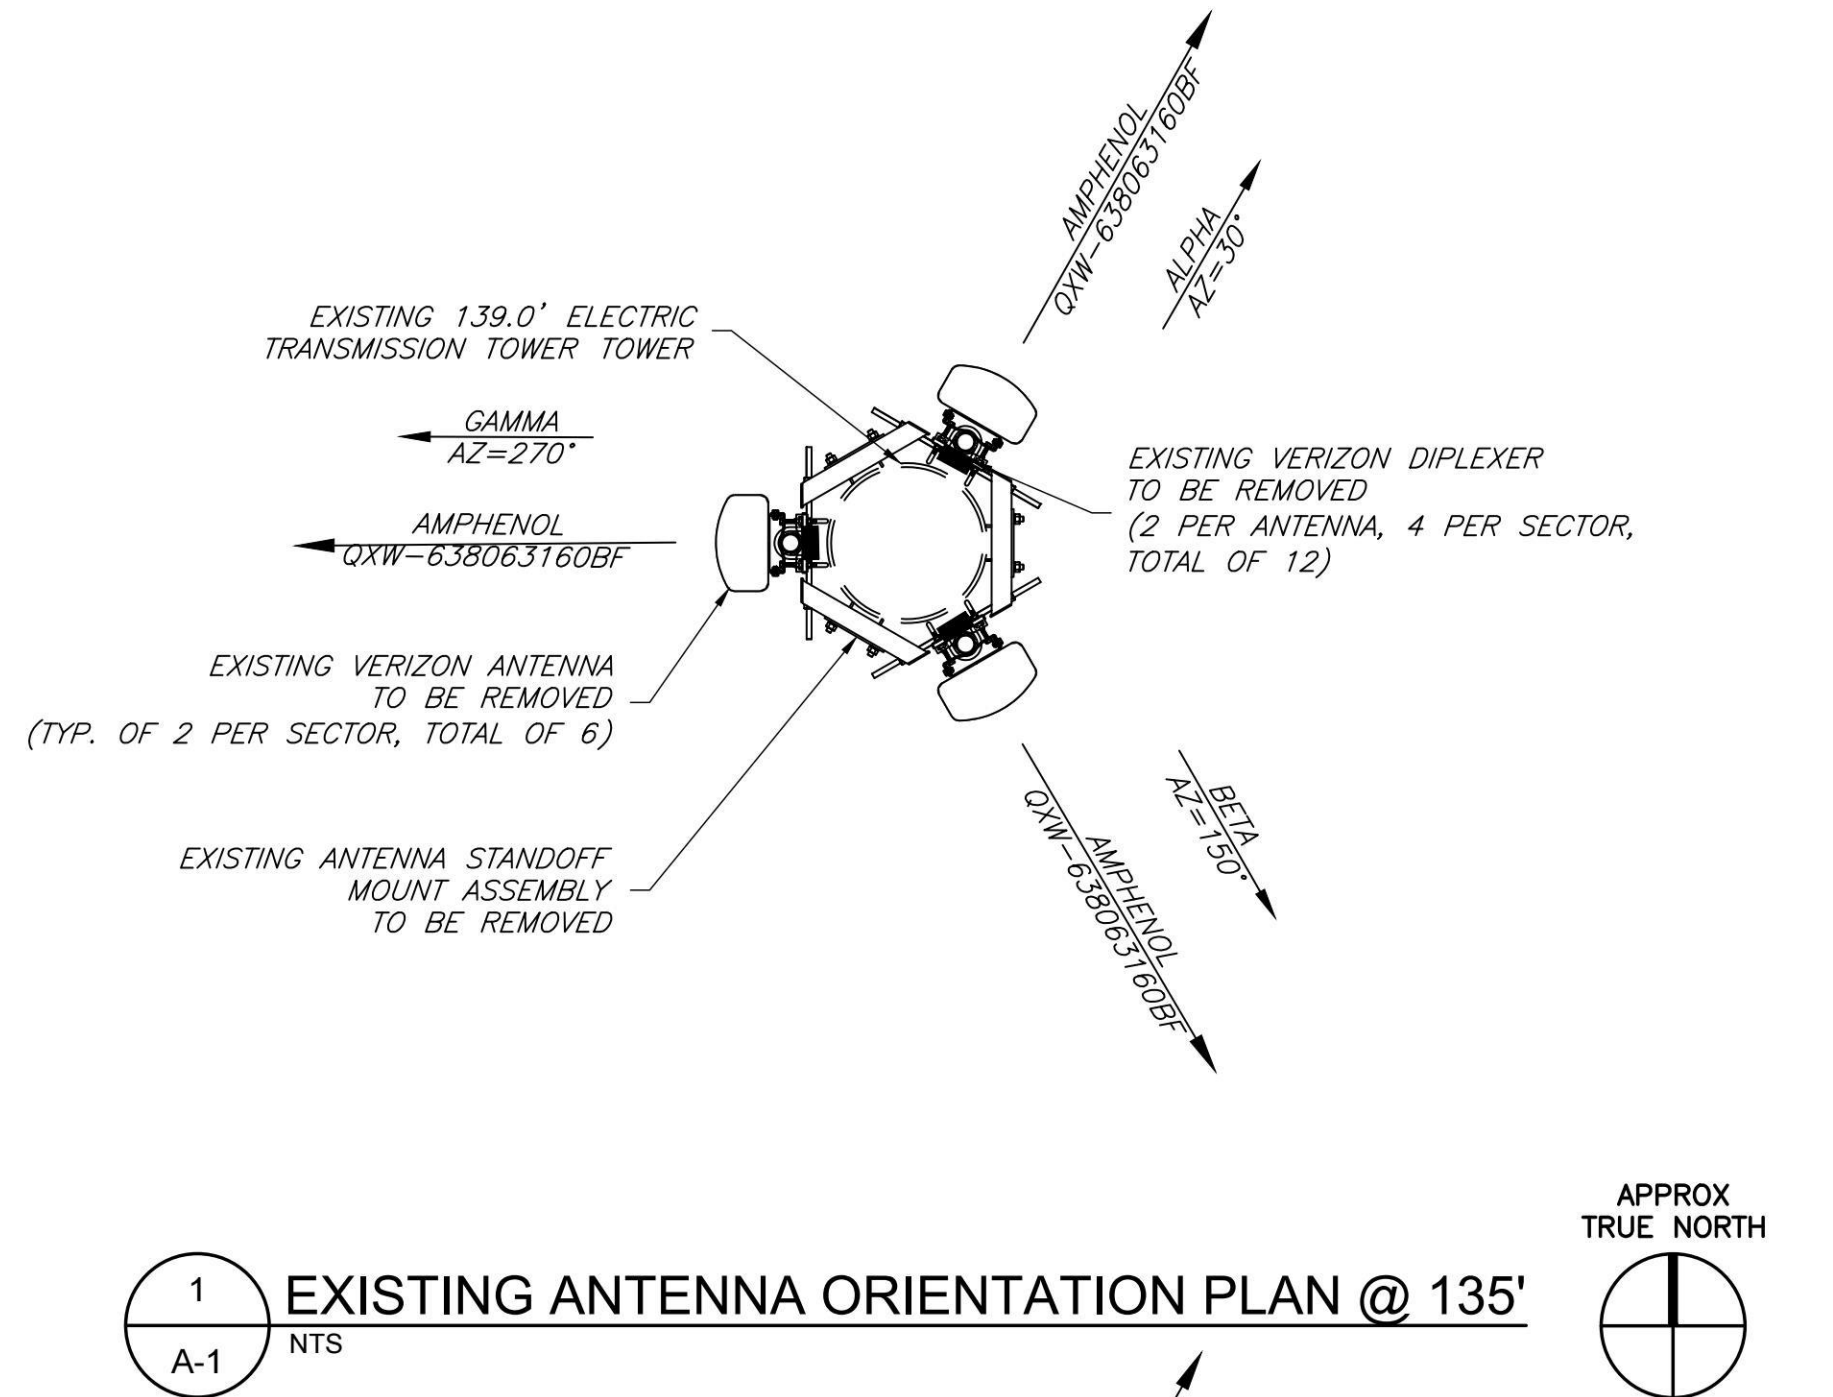 AMPHENOL
QXW-638063160BF
ALPHA
AZ=30°
EXISTING 139.0' ELECTRIC
TRANSMISSION TOWER TOWER
GAMMA
AZ=270°
AMPHENOL
QXW-638063160BF
EXISTING VERIZON DIPLEXER
TO BE REMOVED
(2 PER ANTENNA, 4 PER SECTOR,
TOTAL OF 12)
EXISTING VERIZON ANTENNA
TO BE REMOVED
(TYP. OF 2 PER SECTOR, TOTAL OF 6)
EXISTING ANTENNA STANDOFF
MOUNT ASSEMBLY
TO BE REMOVED
BETA
AZ=150°
AMPHENOL
QXW-638063160BF
APPROX
TRUE NORTH
1
A-1
EXISTING ANTENNA ORIENTATION PLAN @ 135'
NTS